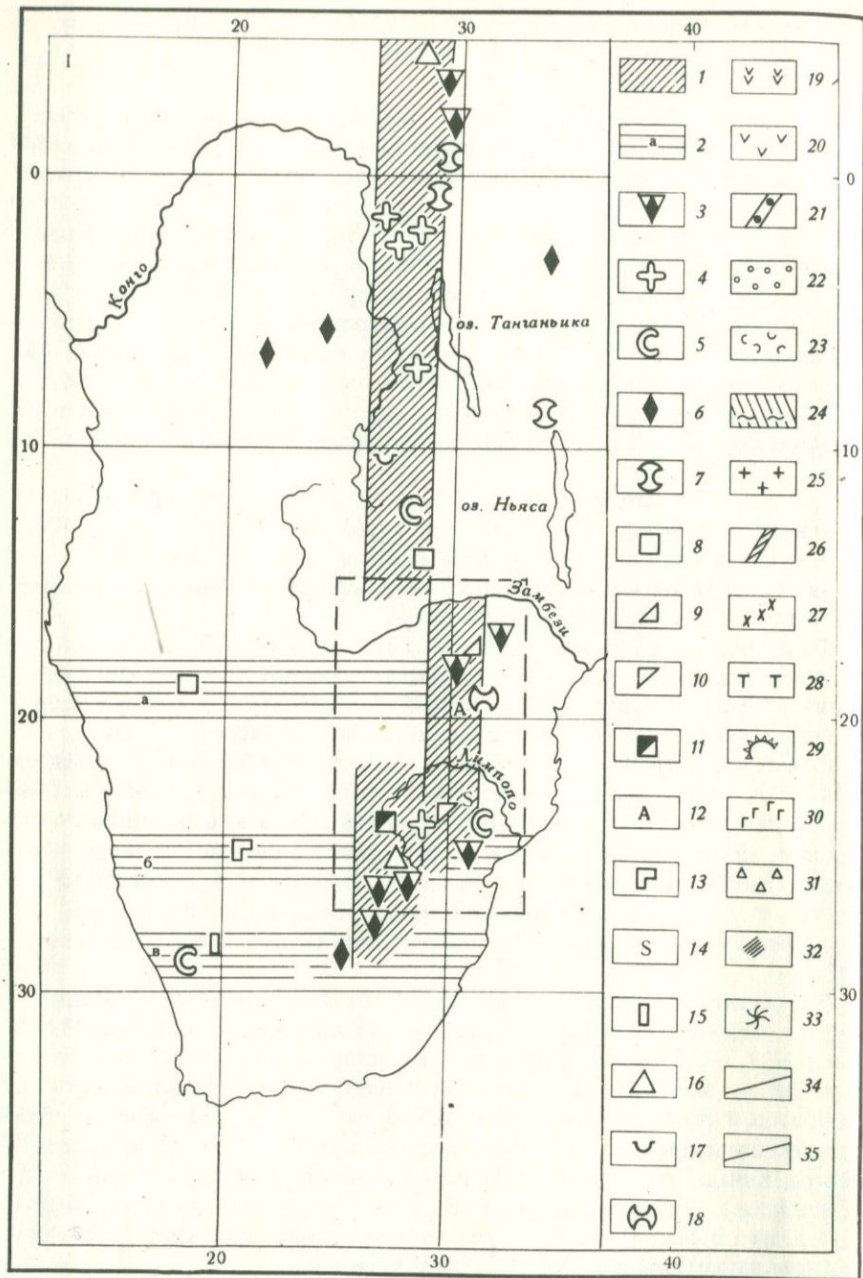 20 30 40
I
1 19
а 2 20
0 0
3 21
Конго
4 22
оз. Танганьика
5 23
6 24
10 10
7 25
оз. Ньяса
8 26
Замбези
9 27
10 28
а
20 А 20
11 29
Лимпопо
А 12 30
б
13 31
в
S 14 32
30 30
15 33
16 34
17 35
18
20 30 40